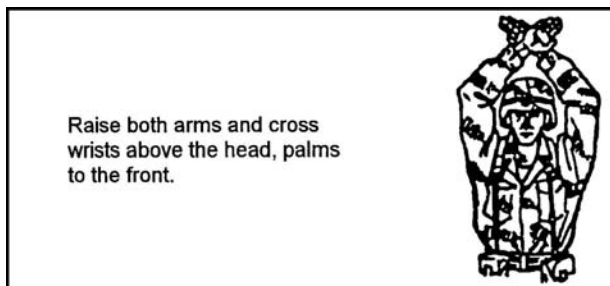 Raise both arms and cross
wrists above the head, palms
to the front.